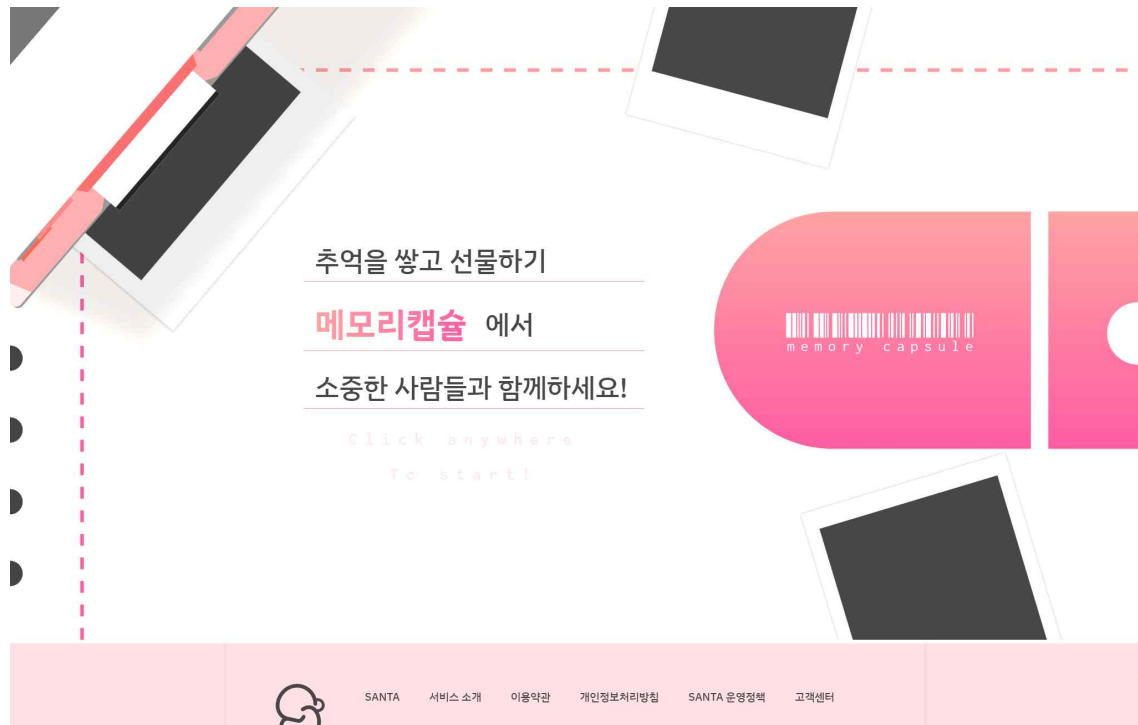 추억을 쌓고 선물하기
메모리캡슐 에서
소중한 사람들과 함께하세요!
Click anywhere
To start!
memory capsule
SANTA 서비스 소개 이용약관 개인정보처리방침 SANTA 운영정책 고객센터